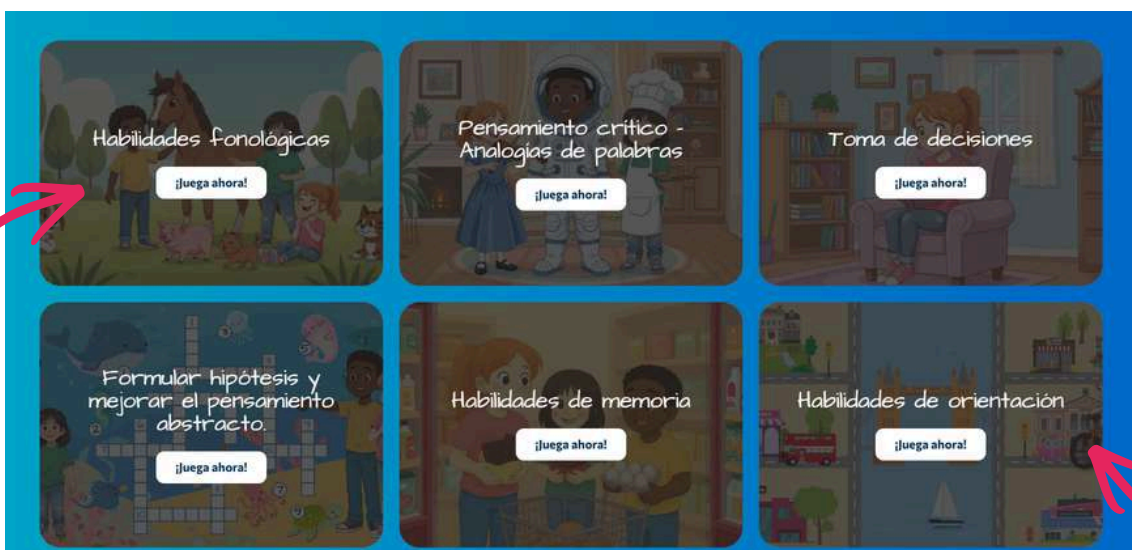 Habilidades fonológicas
¡Juega ahora!
Pensamiento crítico -
Analogías de palabras
¡Juega ahora!
Toma de decisiones
¡Juega ahora!
Formular hipótesis y
mejorar el pensamiento
abstracto.
¡Juega ahora!
Habilidades de memoria
¡Juega ahora!
Habilidades de orientación
¡Juega ahora!